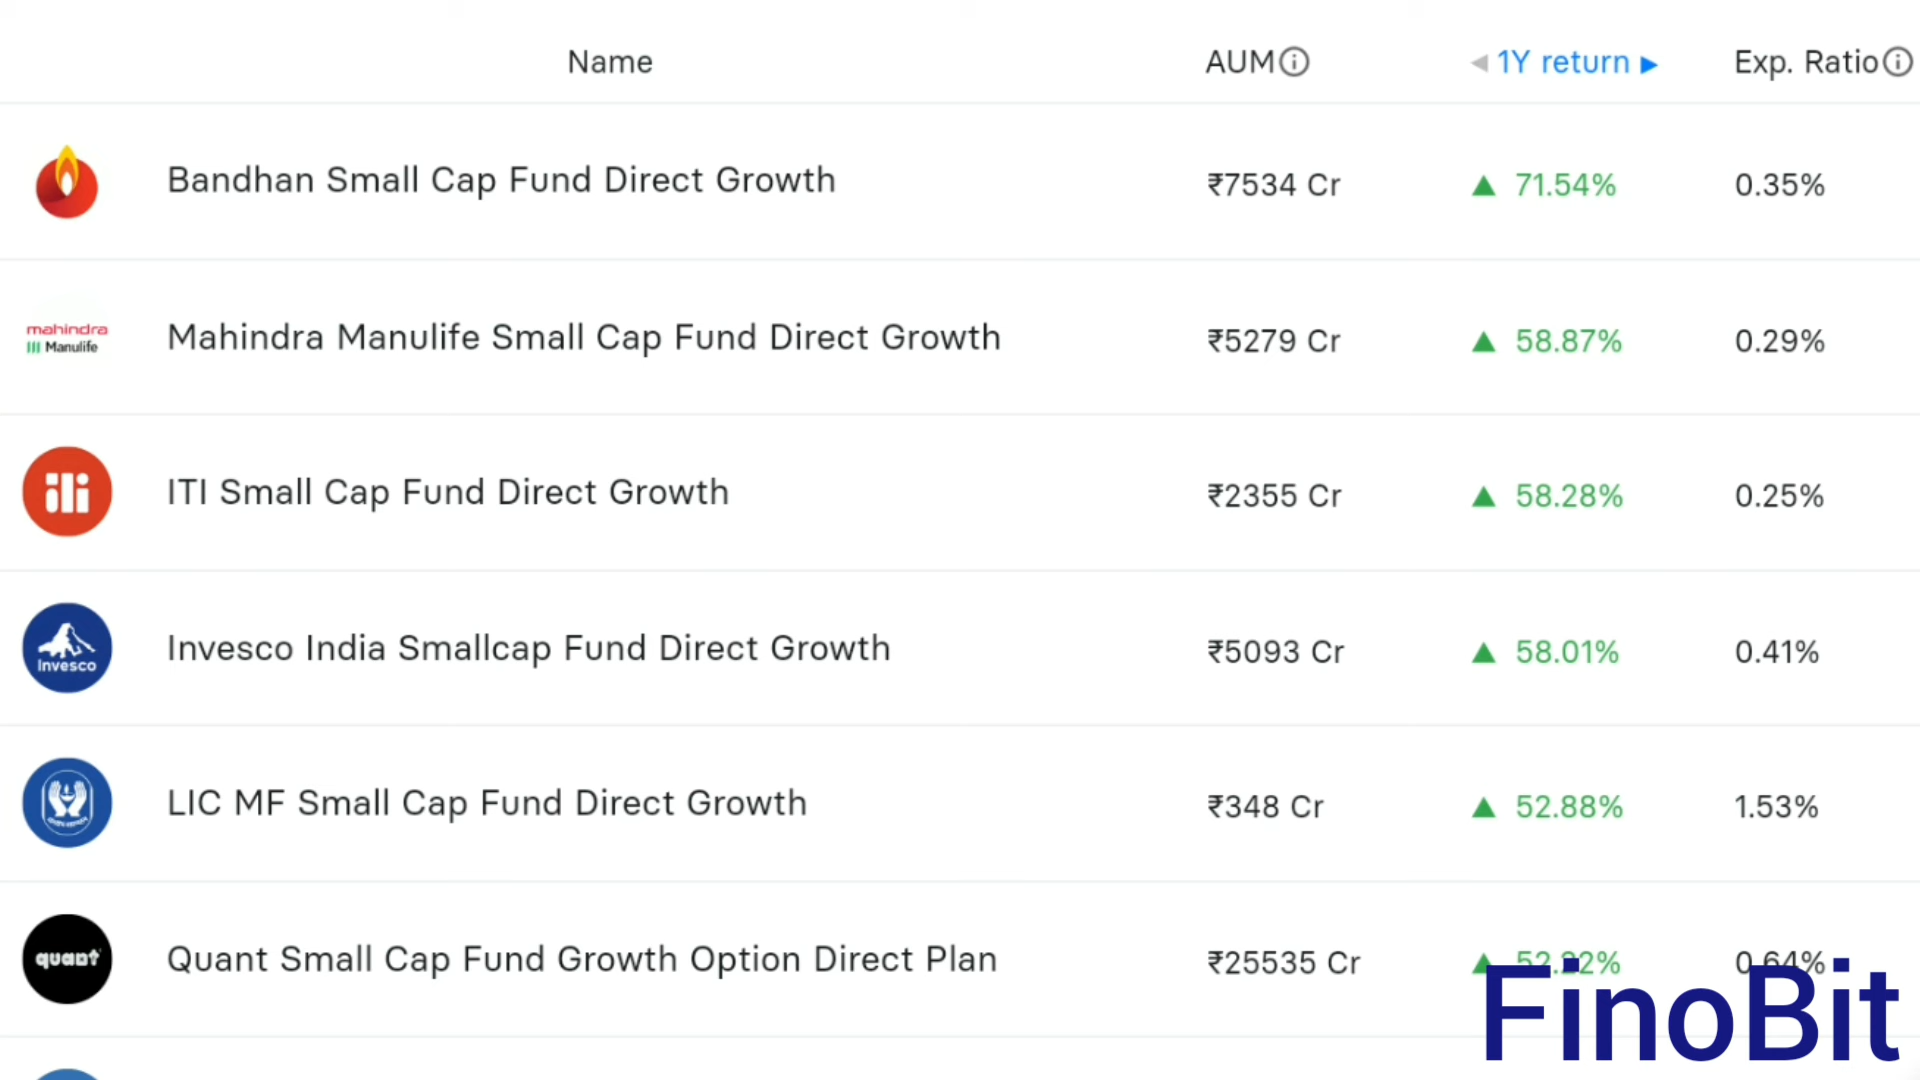 Name AUM 1Y return Exp. Ratio
Bandhan Small Cap Fund Direct Growth ₹7534 Cr 71.54% 0.35%
mahindra
Manulife
Mahindra Manulife Small Cap Fund Direct Growth ₹5279 Cr 58.87% 0.29%
ITI Small Cap Fund Direct Growth ₹2355 Cr 58.28% 0.25%
Invesco
Invesco India Smallcap Fund Direct Growth ₹5093 Cr 58.01% 0.41%
LIC MF Small Cap Fund Direct Growth ₹348 Cr 52.88% 1.53%
quant
Quant Small Cap Fund Growth Option Direct Plan ₹25535 Cr 52.22% 0.64%
FinoBit